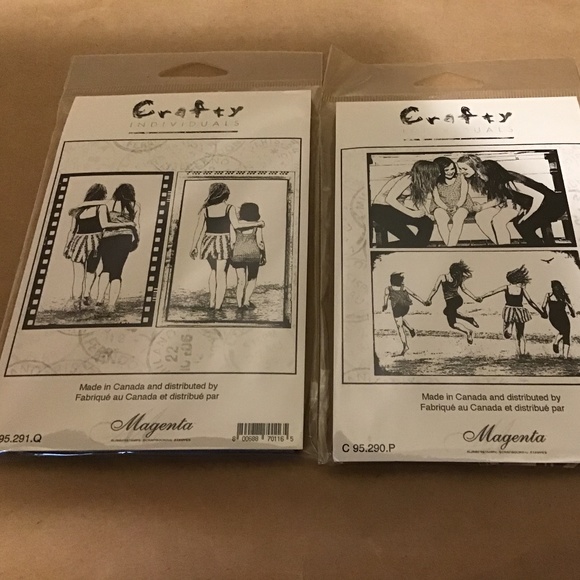 Crafty
INDIVIDUALS
Made in Canada and distributed by
Fabriqué au Canada et distribué par
Magenta
95.291.Q
Crafty
INDIVIDUALS
Made in Canada and distributed by
Fabriqué au Canada et distribué par
Magenta
C 95.290.P